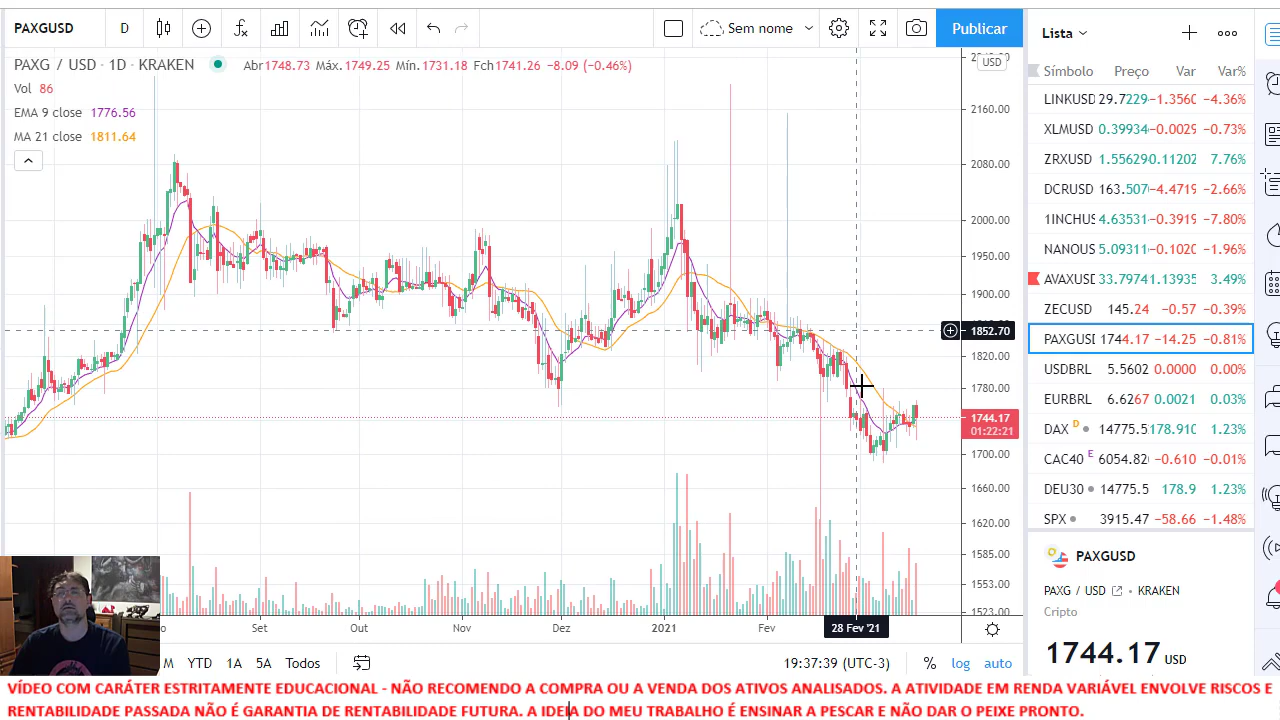 PAXGUSD D Sem nome Publicar
PAXG / USD · 1D · KRAKEN Abr1748.73 Máx.1749.25 Mín.1731.18 Fch1741.26 −8.09 (−0.46%)
Vol 86
EMA 9 close 1776.56
MA 21 close 1811.64
USD
2160.00
2080.00
2000.00
1950.00
1900.00
1852.70
1820.00
1780.00
1744.17
01:22:21
1700.00
1660.00
1620.00
1585.00
1553.00
1523.00
Set Out Nov Dez 2021 Fev 28 Fev '21
M YTD 1A 5A Todos 19:37:39 (UTC-3) % log auto
Lista
Símbolo Preço Var Var%
LINKUSD 29.7229 −1.3560 −4.36%
XLMUSD 0.39934 −0.0029 −0.73%
ZRXUSD 1.55629 0.11202 7.76%
DCRUSD 163.507 −4.4719 −2.66%
1INCHUS 4.63531 −0.3919 −7.80%
NANOUS 5.09311 −0.1020 −1.96%
AVAXUSE 33.7974 1.13935 3.49%
ZECUSD 145.24 −0.57 −0.39%
PAXGUSI 1744.17 −14.25 −0.81%
USDBRL 5.5602 0.0000 0.00%
EURBRL 6.6267 0.0021 0.03%
DAX D 14775.5 178.910 1.23%
CAC40 E 6054.82 −0.610 −0.01%
DEU30 14775.5 178.9 1.23%
SPX 3915.47 −58.66 −1.48%
PAXGUSD
PAXG / USD • KRAKEN
Cripto
1744.17 USD
VÍDEO COM CARÁTER ESTRITAMENTE EDUCACIONAL - NÃO RECOMENDO A COMPRA OU A VENDA DOS ATIVOS ANALISADOS. A ATIVIDADE EM RENDA VARIÁVEL ENVOLVE RISCOS E
RENTABILIDADE PASSADA NÃO É GARANTIA DE RENTABILIDADE FUTURA. A IDEIA DO MEU TRABALHO É ENSINAR A PESCAR E NÃO DAR O PEIXE PRONTO.